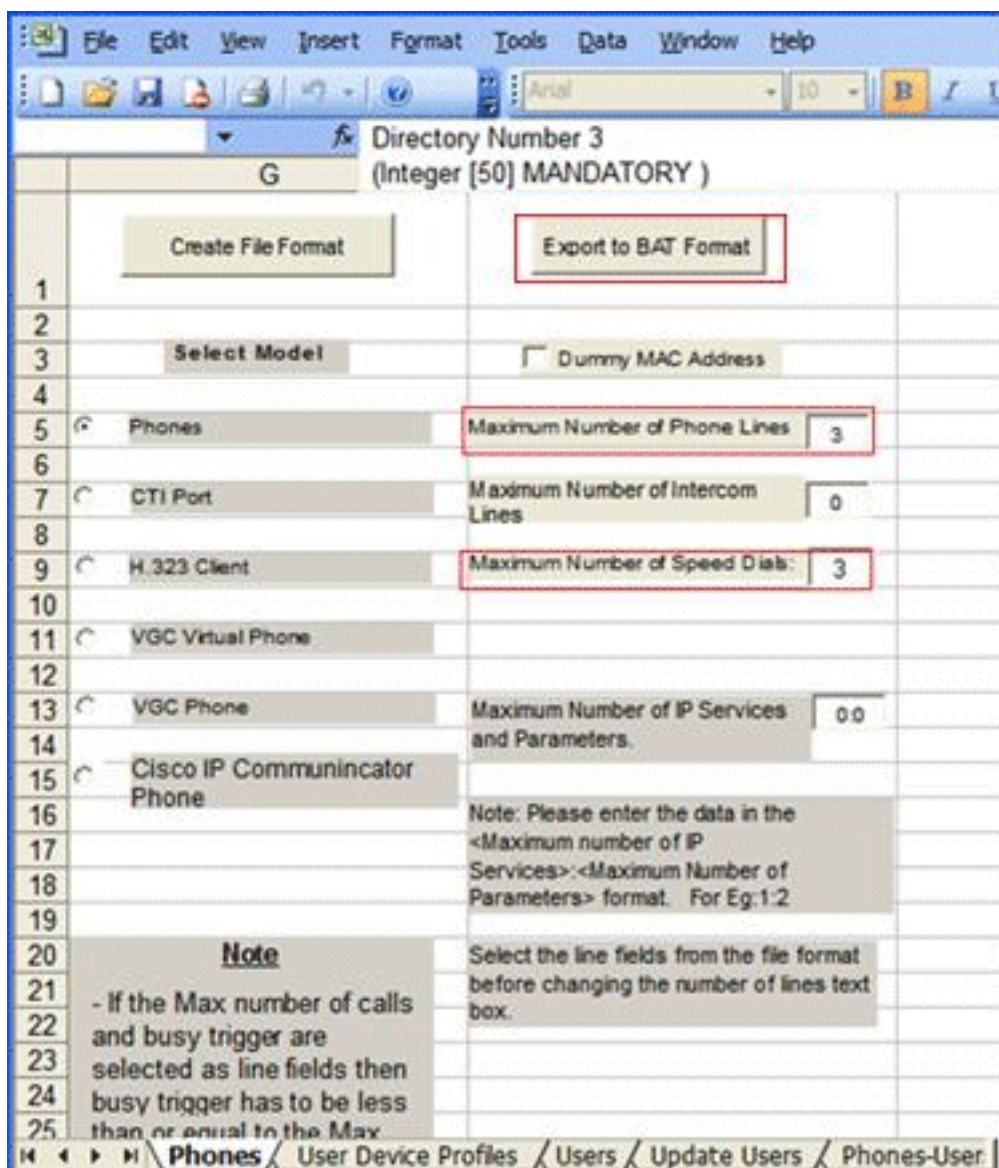 File Edit View Insert Format Tools Data Window Help
Arial 10 B I U
fx Directory Number 3
(Integer [50] MANDATORY )
G
1
Create File Format
Export to BAT Format
2
3
Select Model
Dummy MAC Address
4
5
Phones
Maximum Number of Phone Lines 3
6
7
CTI Port
Maximum Number of Intercom
Lines
0
8
9
H.323 Client
Maximum Number of Speed Dials: 3
10
11
VGC Virtual Phone
12
13
VGC Phone
Maximum Number of IP Services
and Parameters.
0:0
14
15
Cisco IP Communincator
Phone
16
17
18
19
Note: Please enter the data in the
<Maximum number of IP
Services>:<Maximum Number of
Parameters> format. For Eg:1:2
20
21
22
23
24
25
Note
- If the Max number of calls
and busy trigger are
selected as line fields then
busy trigger has to be less
than or equal to the Max
Select the line fields from the file format
before changing the number of lines text
box.
Phones User Device Profiles Users Update Users Phones-User